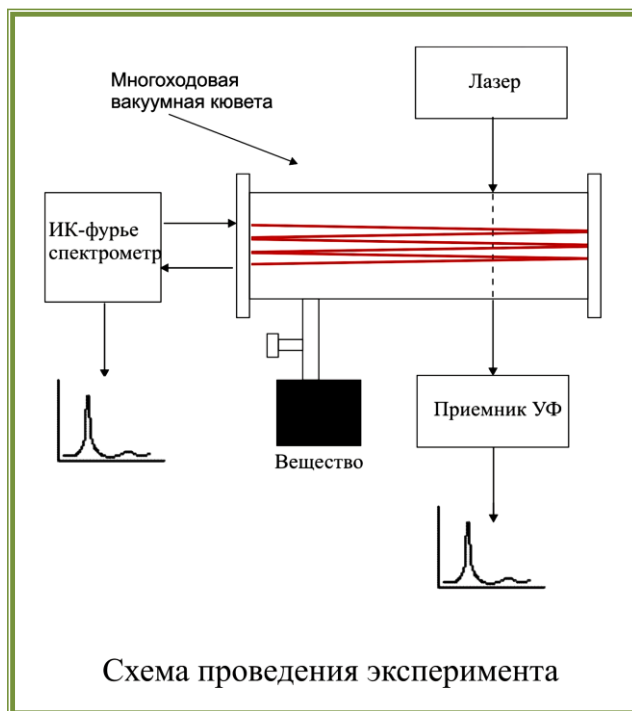 Многоходовая
вакуумная кювета
Лазер
ИК-фурье
спектрометр
Приемник УФ
Вещество
Схема проведения эксперимента